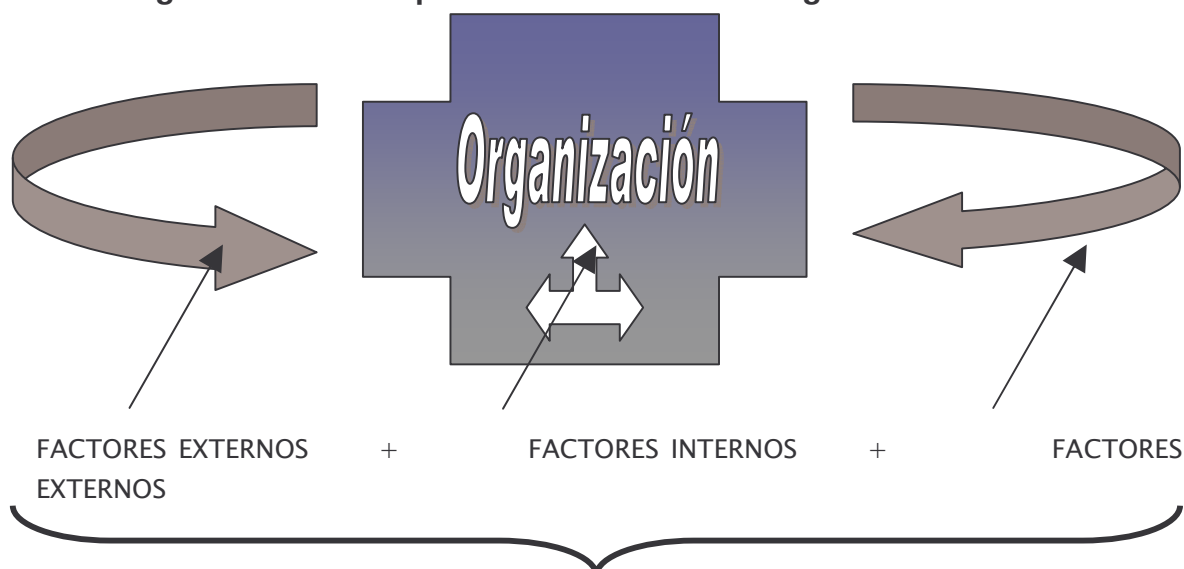 Organización
FACTORES EXTERNOS + FACTORES INTERNOS + FACTORES
EXTERNOS